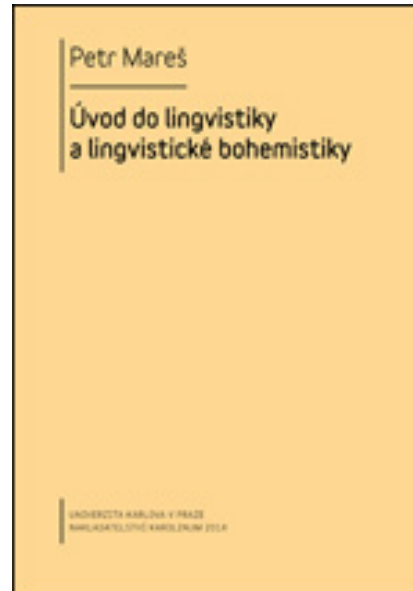 Petr Mareš
Úvod do lingvistiky
a lingvistické bohemistiky
UNIVERZITA KARLOVA V PRAZE
NAKLADATELSTVÍ KAROLINUM 2014